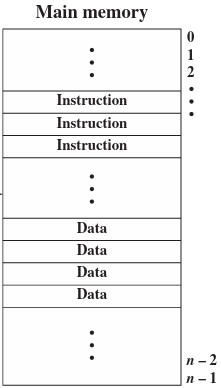 Main memory
0
1
2
Instruction
Instruction
Instruction
Data
Data
Data
Data
n – 2
n – 1